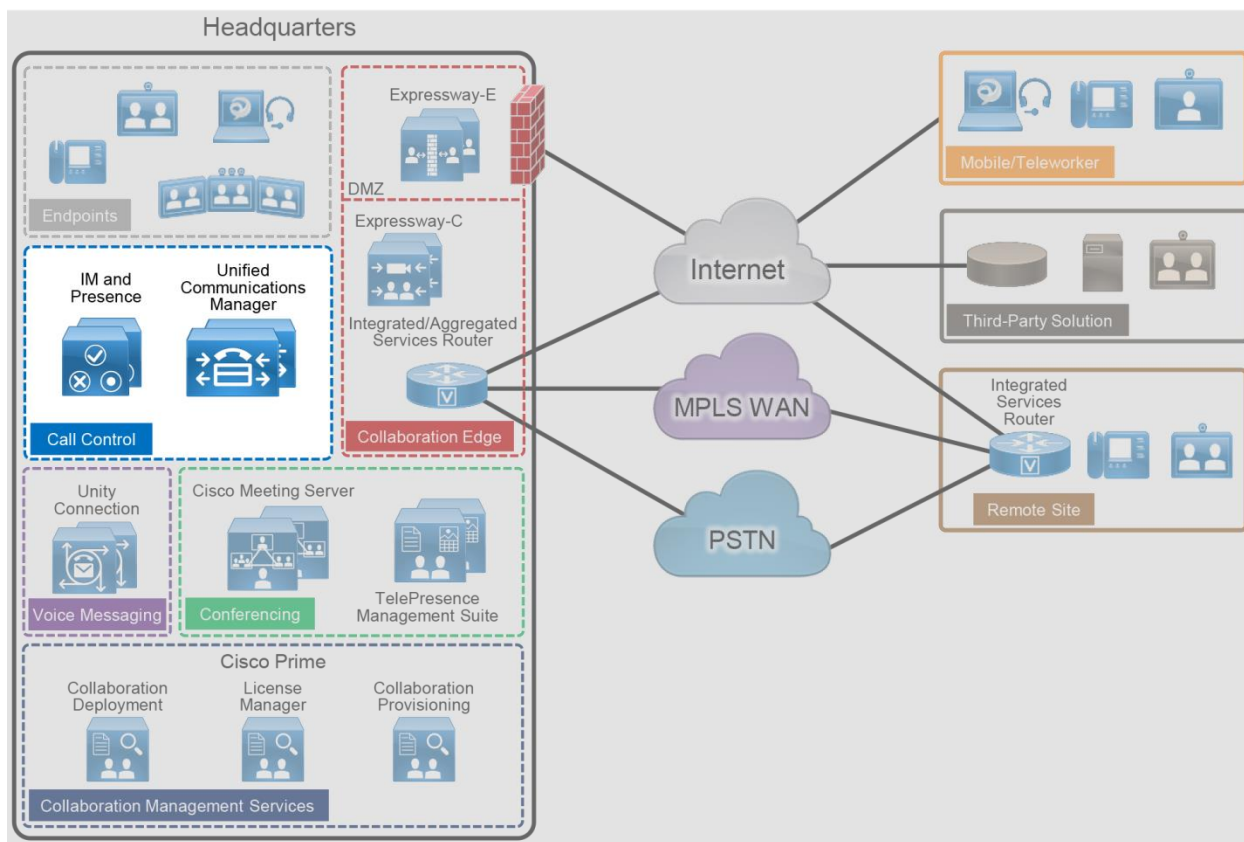 Headquarters
Endpoints
Expressway-E
DMZ
Expressway-C
Integrated/Aggregated
Services Router
V
Collaboration Edge
IM and
Presence
Unified
Communications
Manager
Call Control
Unity
Connection
Voice Messaging
Cisco Meeting Server
Conferencing
TelePresence
Management Suite
Cisco Prime
Collaboration
Deployment
License
Manager
Collaboration
Provisioning
Collaboration Management Services
Internet
MPLS WAN
PSTN
Mobile/Teleworker
Third-Party Solution
Integrated
Services
Router
V
Remote Site